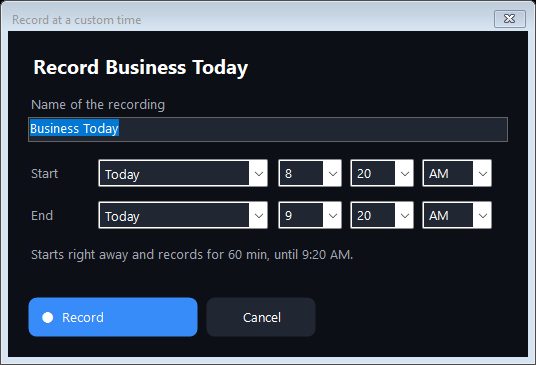 Record at a custom time
Record Business Today
Name of the recording
Business Today
Start Today 8 20 AM
End Today 9 20 AM
Starts right away and records for 60 min, until 9:20 AM.
Record Cancel